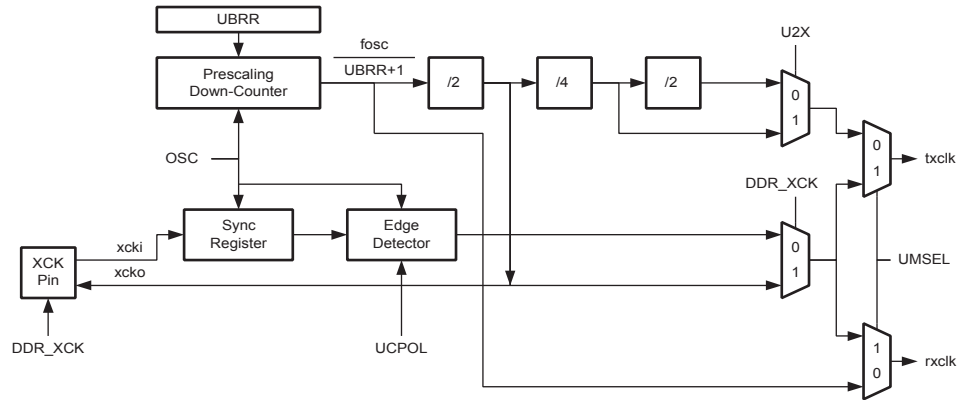 UBRR
fosc
U2X
Prescaling
Down-Counter
UBRR+1
/2
/4
/2
0
1
OSC
0
1
txclk
DDR_XCK
Sync
Register
Edge
Detector
0
1
xcki
XCK
Pin
xcko
UMSEL
DDR_XCK
UCPOL
1
0
rxclk